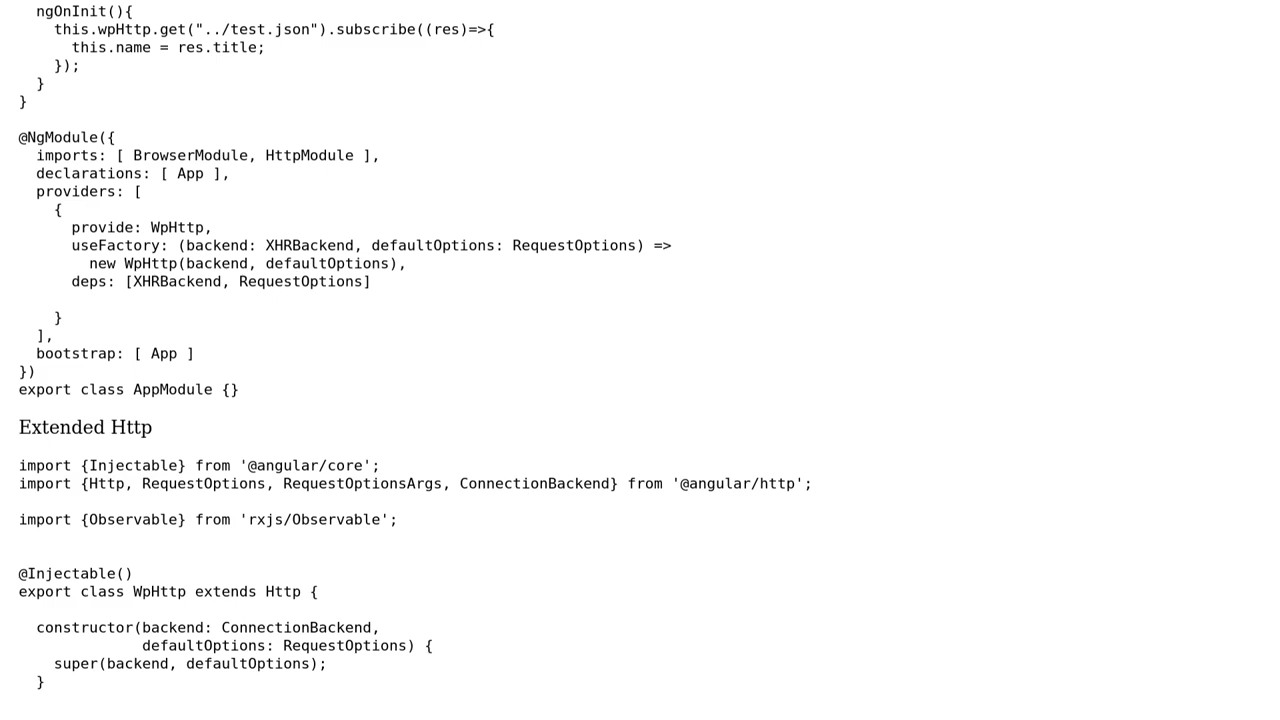 ngOnInit(){
this.wpHttp.get("../test.json").subscribe((res)=>{
this.name = res.title;
});
}
}
@NgModule({
imports: [ BrowserModule, HttpModule ],
declarations: [ App ],
providers: [
{
provide: WpHttp,
useFactory: (backend: XHRBackend, defaultOptions: RequestOptions) =>
new WpHttp(backend, defaultOptions),
deps: [XHRBackend, RequestOptions]
}
],
bootstrap: [ App ]
})
export class AppModule {}
Extended Http
import {Injectable} from '@angular/core';
import {Http, RequestOptions, RequestOptionsArgs, ConnectionBackend} from '@angular/http';
import {Observable} from 'rxjs/Observable';
@Injectable()
export class WpHttp extends Http {
constructor(backend: ConnectionBackend,
defaultOptions: RequestOptions) {
super(backend, defaultOptions);
}